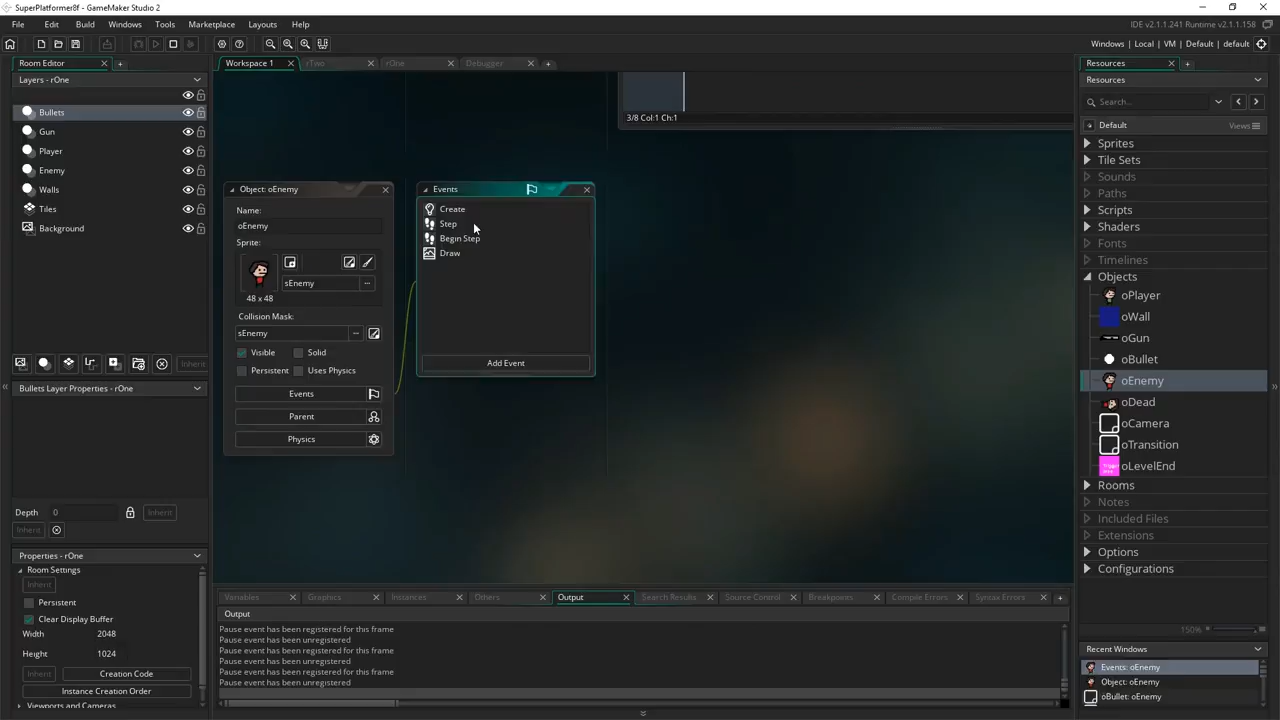 SuperPlatformer8f - GameMaker Studio 2
File Edit Build Windows Tools Marketplace Layouts Help
IDE v2.1.1.241 Runtime v2.1.1.158
Windows | Local | VM | Default | default
Room Editor
Layers - rOne
Bullets
Gun
Player
Enemy
Walls
Tiles
Background
Inherit
Bullets Layer Properties - rOne
Depth 0 Inherit
Inherit
Properties - rOne
Room Settings
Inherit
Persistent
Clear Display Buffer
Width 2048
Height 1024
Inherit Creation Code
Instance Creation Order
Viewports and Cameras
Workspace 1 rTwo rOne Debugger
3/8 Col:1 Ch:1
Object: oEnemy
Name:
oEnemy
Sprite:
sEnemy
48 x 48
Collision Mask:
sEnemy
Visible Solid
Persistent Uses Physics
Events
Parent
Physics
Events
Create
Step
Begin Step
Draw
Add Event
Variables Graphics Instances Others Output Search Results Source Control Breakpoints Compile Errors Syntax Errors
Output
Pause event has been registered for this frame
Pause event has been unregistered
Pause event has been registered for this frame
Pause event has been unregistered
Pause event has been registered for this frame
Pause event has been unregistered
Resources
Resources
Search...
Default Views
Sprites
Tile Sets
Sounds
Paths
Scripts
Shaders
Fonts
Timelines
Objects
oPlayer
oWall
oGun
oBullet
oEnemy
oDead
oCamera
oTransition
oLevelEnd
Rooms
Notes
Included Files
Extensions
Options
Configurations
150%
Recent Windows
Events: oEnemy
Object: oEnemy
oBullet: oEnemy